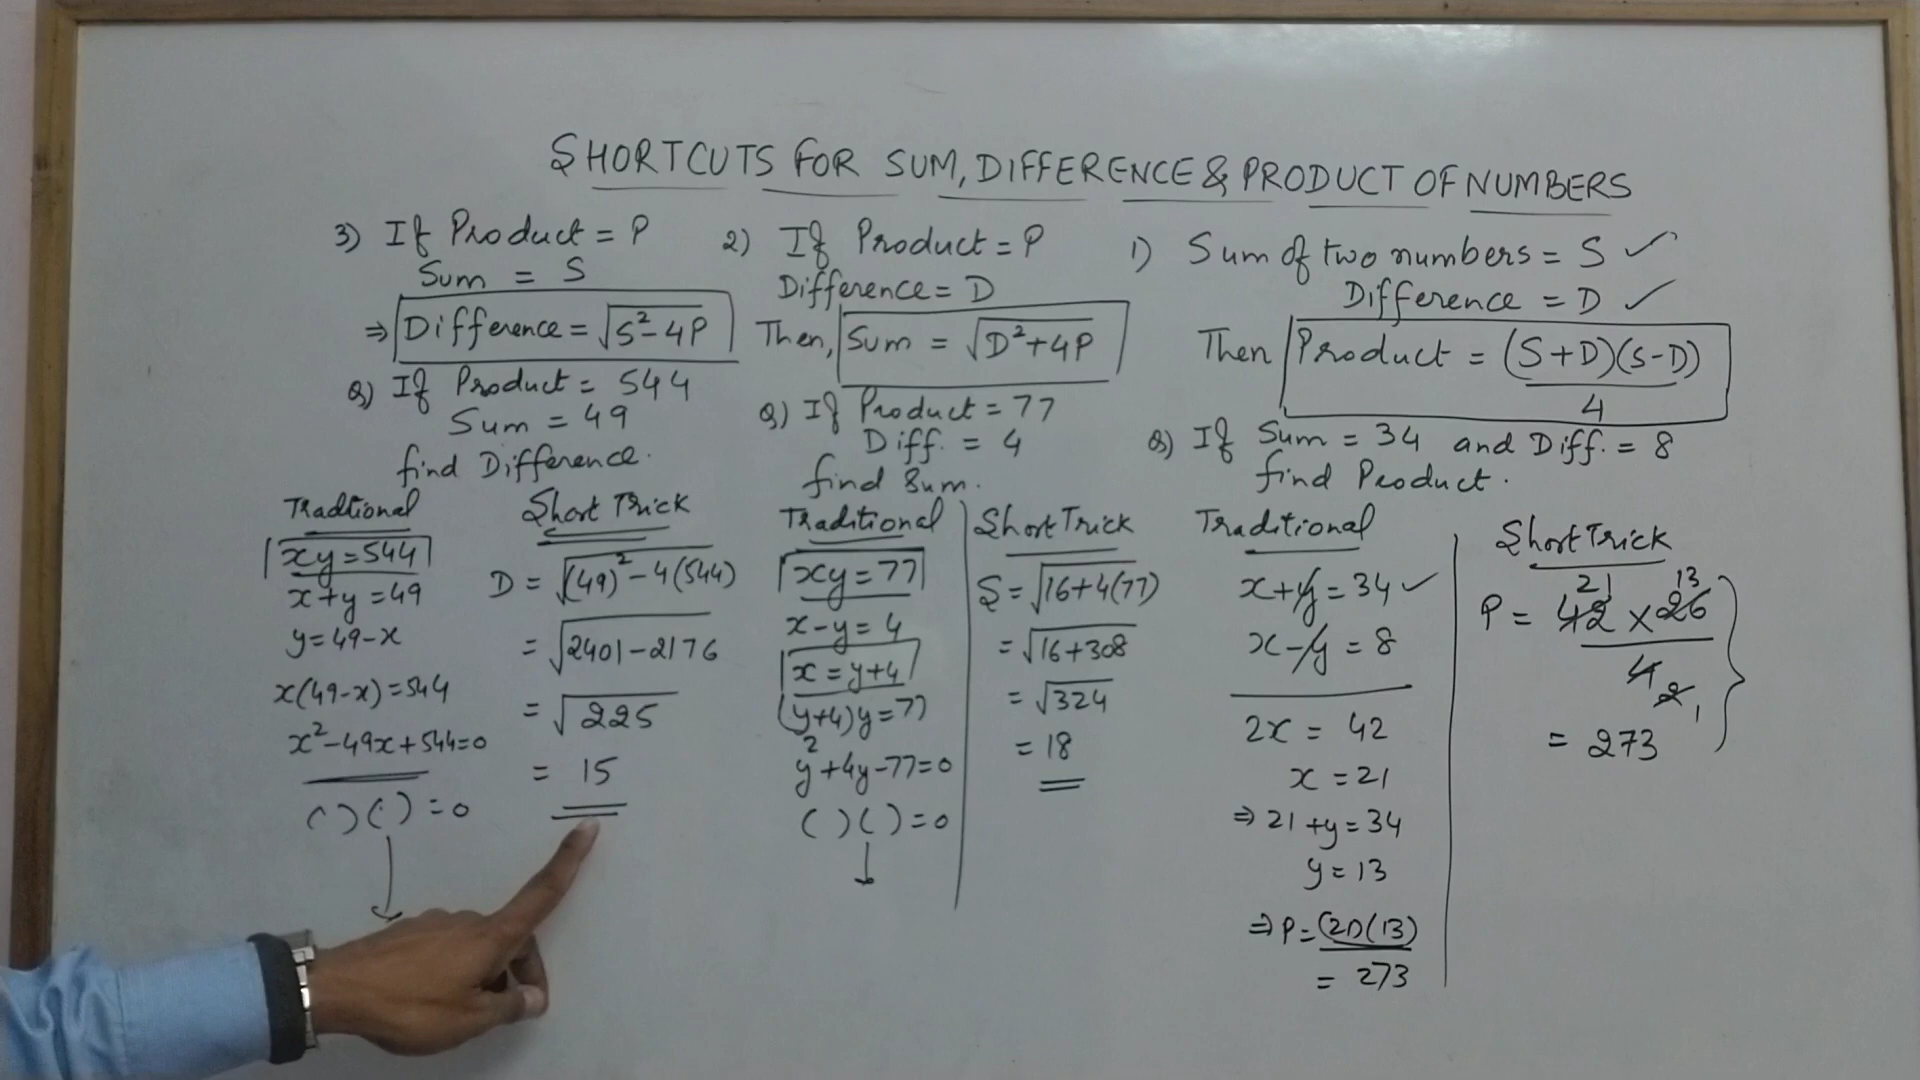 SHORTCUTS FOR SUM, DIFFERENCE & PRODUCT OF NUMBERS
3) If Product = P
Sum = S
⇒ Difference = √S²-4P
Q) If Product = 544
Sum = 49
find Difference.
Tradtional
xy = 544
x+y = 49
y = 49-x
x(49-x) = 544
x²-49x+544=0
( )( ) = 0
Short Trick
D = √(49)²-4(544)
= √2401-2176
= √225
= 15
2) If Product = P
Difference = D
Then, Sum = √D²+4P
Q) If Product = 77
Diff. = 4
find Sum.
Traditional
xy = 77
x-y = 4
x = y+4
(y+4)y = 77
y²+4y-77=0
( )( ) = 0
Short Trick
S = √16+4(77)
= √16+308
= √324
= 18
1) Sum of two numbers = S ✓
Difference = D ✓
Then Product = (S+D)(S-D)
4
Q) If Sum = 34 and Diff. = 8
find Product.
Traditional
x+y = 34 ✓
x-y = 8
2x = 42
x = 21
⇒ 21+y = 34
y = 13
⇒ P = (21)(13)
= 273
Short Trick
21 13
P = 42 x 26
4 2 1
= 273